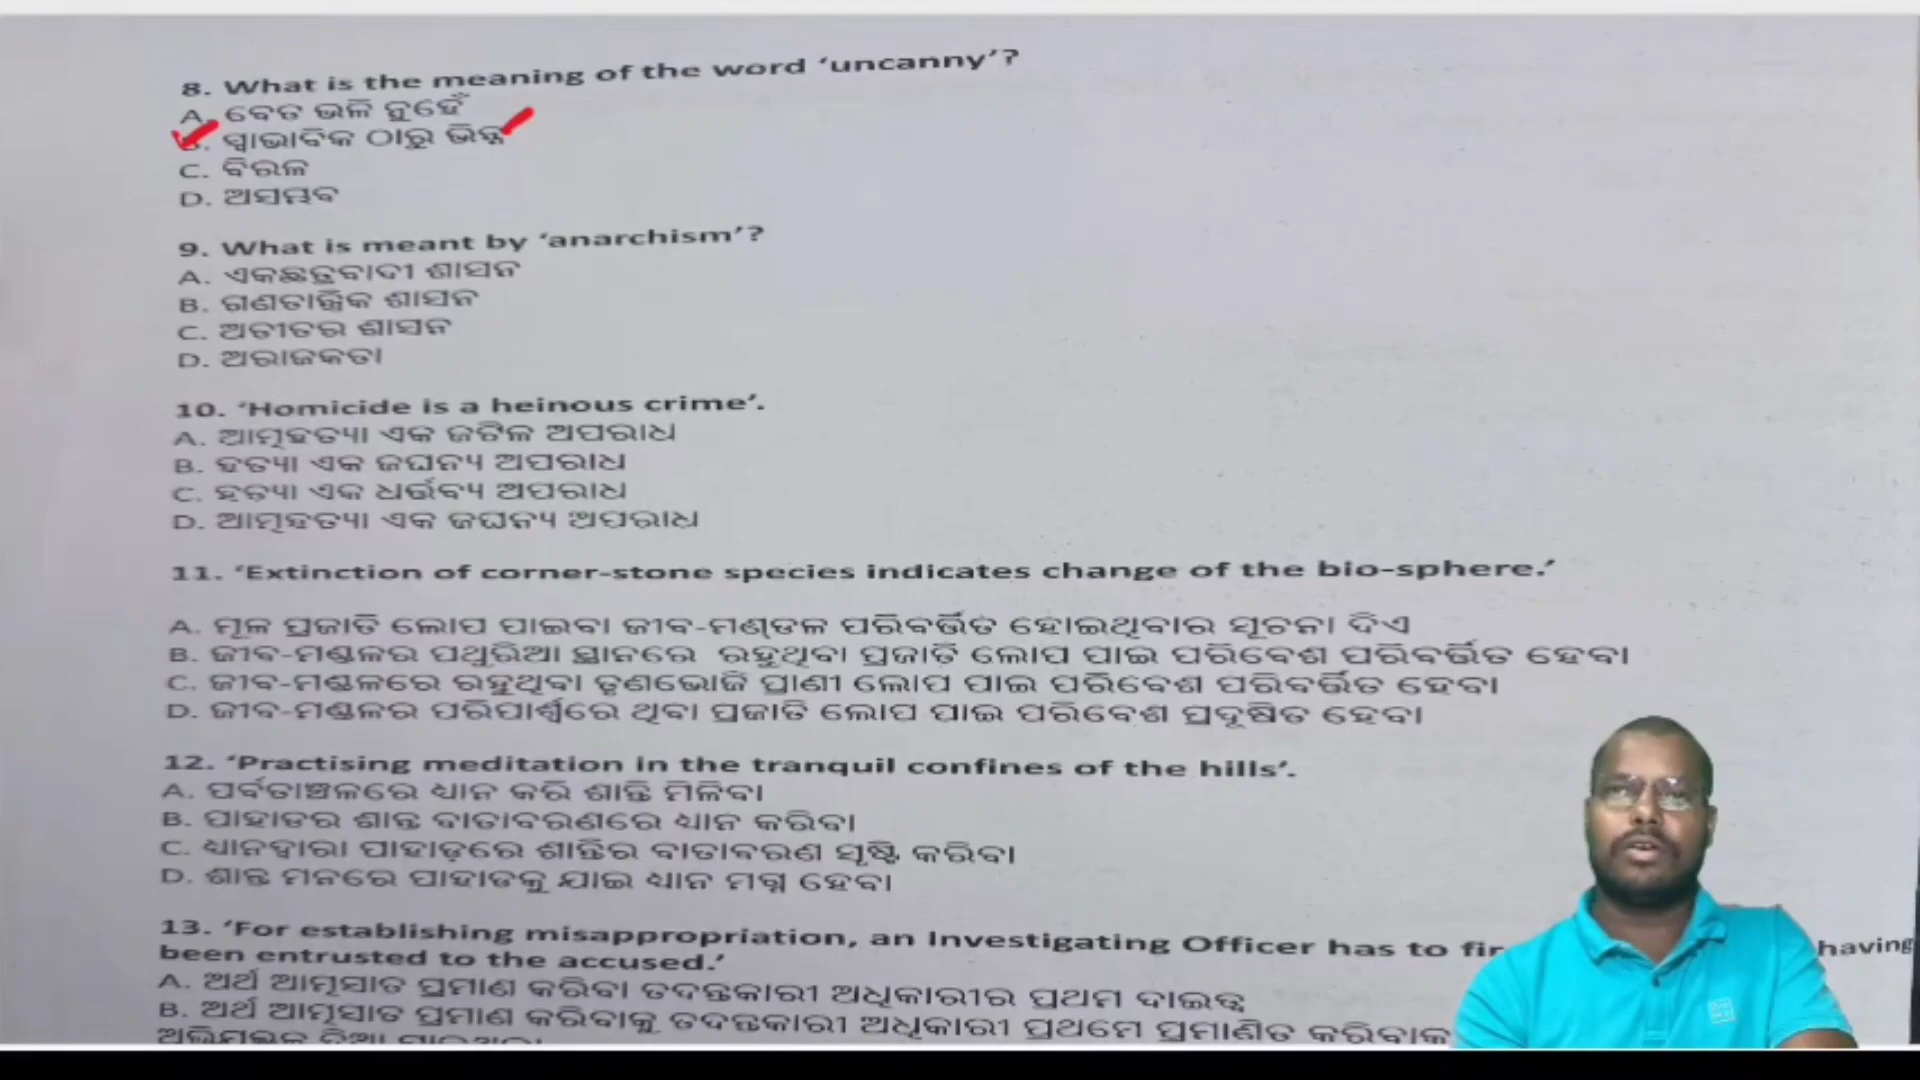 8. What is the meaning of the word ‘uncanny’?
A. ବେତ ଭଳି ନୁହେଁ
ସ୍ୱାଭାବିକ ଠାରୁ ଭିନ୍ନ
C. ବିରଳ
D. ଅସମ୍ଭବ
9. What is meant by ‘anarchism’?
A. ଏକଛତ୍ରବାଦୀ ଶାସନ
B. ଗଣତାନ୍ତ୍ରିକ ଶାସନ
C. ଅତୀତର ଶାସନ
D. ଅରାଜକତା
10. ‘Homicide is a heinous crime’.
A. ଆତ୍ମହତ୍ୟା ଏକ ଜଟିଳ ଅପରାଧ
B. ହତ୍ୟା ଏକ ଜଘନ୍ୟ ଅପରାଧ
C. ହତ୍ୟା ଏକ ଧର୍ତ୍ତବ୍ୟ ଅପରାଧ
D. ଆତ୍ମହତ୍ୟା ଏକ ଜଘନ୍ୟ ଅପରାଧ
11. ‘Extinction of corner-stone species indicates change of the bio-sphere.’
A. ମୂଳ ପ୍ରଜାତି ଲୋପ ପାଇବା ଜୀବ-ମଣ୍ଡଳ ପରିବର୍ତ୍ତିତ ହୋଇଥିବାର ସୂଚନା ଦିଏ
B. ଜୀବ-ମଣ୍ଡଳର ପଥୁରିଆ ସ୍ଥାନରେ ରହୁଥିବା ପ୍ରଜାତି ଲୋପ ପାଇ ପରିବେଶ ପରିବର୍ତ୍ତିତ ହେବା
C. ଜୀବ-ମଣ୍ଡଳରେ ରହୁଥିବା ତୃଣଭୋଜି ପ୍ରାଣୀ ଲୋପ ପାଇ ପରିବେଶ ପରିବର୍ତ୍ତିତ ହେବା
D. ଜୀବ-ମଣ୍ଡଳର ପରିପାର୍ଶ୍ୱରେ ଥିବା ପ୍ରଜାତି ଲୋପ ପାଇ ପରିବେଶ ପ୍ରଦୂଷିତ ହେବା
12. ‘Practising meditation in the tranquil confines of the hills’.
A. ପର୍ବତାଞ୍ଚଳରେ ଧ୍ୟାନ କରି ଶାନ୍ତି ମିଳିବା
B. ପାହାଡର ଶାନ୍ତ ବାତାବରଣରେ ଧ୍ୟାନ କରିବା
C. ଧ୍ୟାନଦ୍ୱାରା ପାହାଡ଼ରେ ଶାନ୍ତିର ବାତାବରଣ ସୃଷ୍ଟି କରିବା
D. ଶାନ୍ତ ମନରେ ପାହାଡକୁ ଯାଇ ଧ୍ୟାନ ମଗ୍ନ ହେବା
13. ‘For establishing misappropriation, an Investigating Officer has to having
been entrusted to the accused.’
A. ଅର୍ଥ ଆତ୍ମସାତ ପ୍ରମାଣ କରିବା ତଦନ୍ତକାରୀ ଅଧିକାରୀର ପ୍ରଥମ ଦାଇତ୍ୱ
B. ଅର୍ଥ ଆତ୍ମସାତ ପ୍ରମାଣ କରିବାକୁ ତଦନ୍ତକାରୀ ଅଧିକାରୀ ପ୍ରଥମେ ପ୍ରମାଣିତ